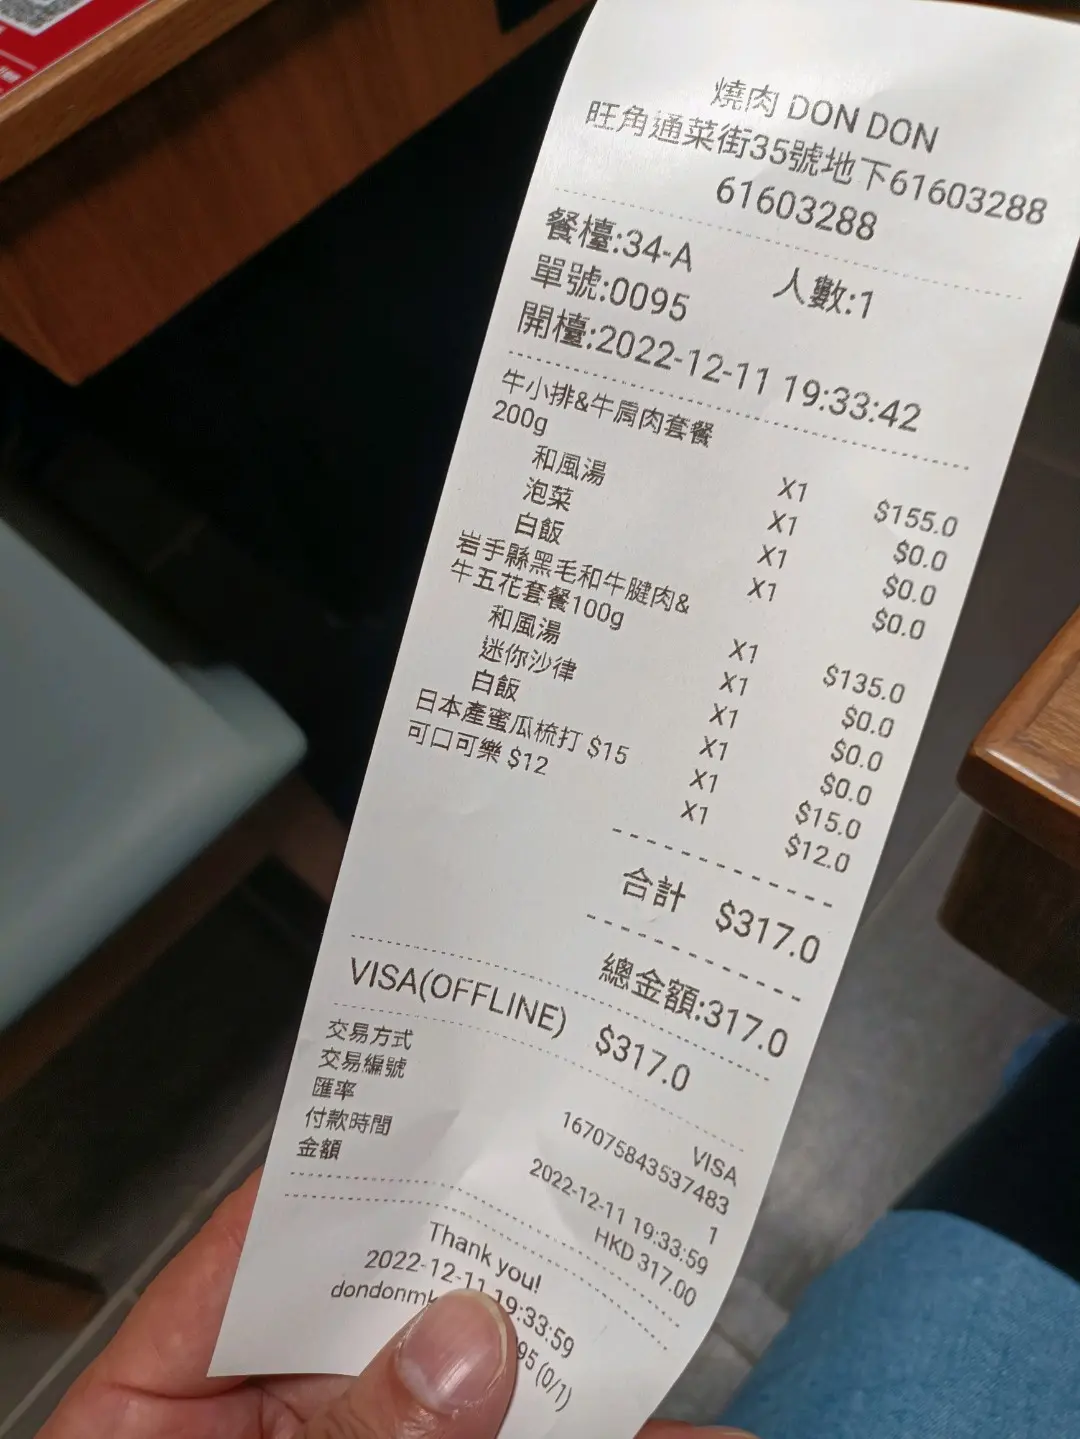 燒肉 DON DON
旺角通菜街35號地下61603288
61603288
餐檯:34-A 人數:1
單號:0095
開檯:2022-12-11 19:33:42
牛小排&牛肩肉套餐
200g X1 $155.0
和風湯 X1 $0.0
泡菜 X1 $0.0
白飯 X1 $0.0
岩手縣黑毛和牛腱肉&
牛五花套餐100g X1 $135.0
和風湯 X1 $0.0
迷你沙律 X1 $0.0
白飯 X1 $0.0
日本產蜜瓜梳打 $15 X1 $15.0
可口可樂 $12 X1 $12.0
合計 $317.0
總金額:317.0
VISA(OFFLINE) $317.0
交易方式 VISA
交易編號 167075843537483
匯率 1
付款時間 2022-12-11 19:33:59
金額 HKD 317.00
Thank you!
2022-12-11 19:33:59
(0/1)